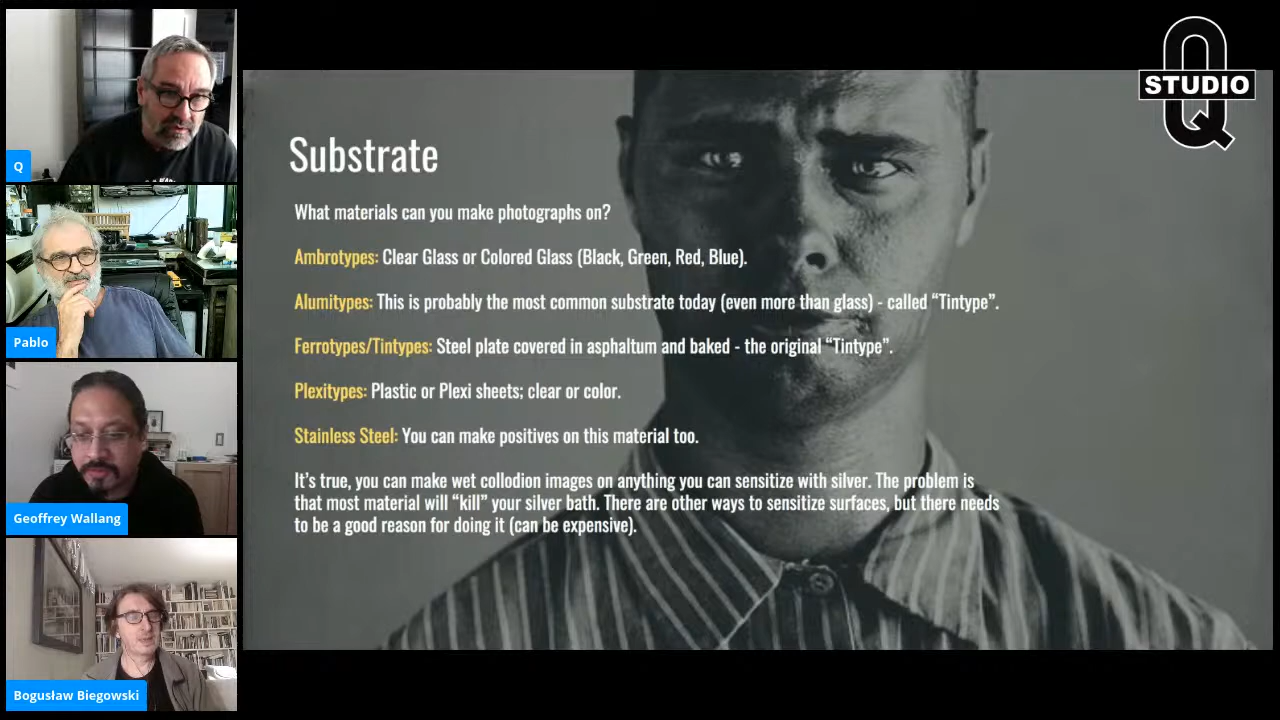 Q
Pablo
Geoffrey Wallang
Bogusław Biegowski
STUDIO
Q
Substrate
What materials can you make photographs on?
Ambrotypes: Clear Glass or Colored Glass (Black, Green, Red, Blue).
Alumitypes: This is probably the most common substrate today (even more than glass) - called “Tintype”.
Ferrotypes/Tintypes: Steel plate covered in asphaltum and baked - the original “Tintype”.
Plexitypes: Plastic or Plexi sheets; clear or color.
Stainless Steel: You can make positives on this material too.
It’s true, you can make wet collodion images on anything you can sensitize with silver. The problem is
that most material will “kill” your silver bath. There are other ways to sensitize surfaces, but there needs
to be a good reason for doing it (can be expensive).